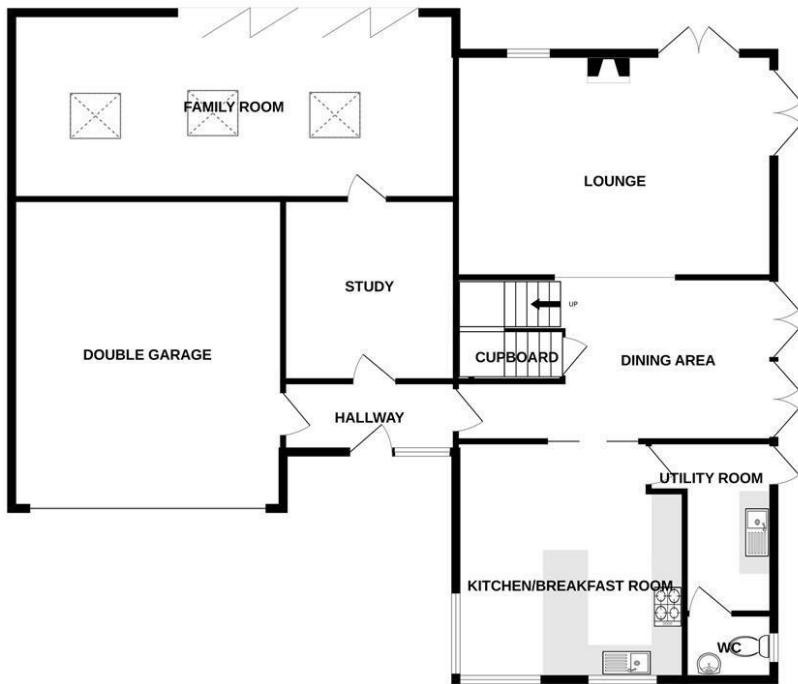 FAMILY ROOM
LOUNGE
STUDY
UP
DOUBLE GARAGE
CUPBOARD
DINING AREA
HALLWAY
UTILITY ROOM
KITCHEN/BREAKFAST ROOM
WC